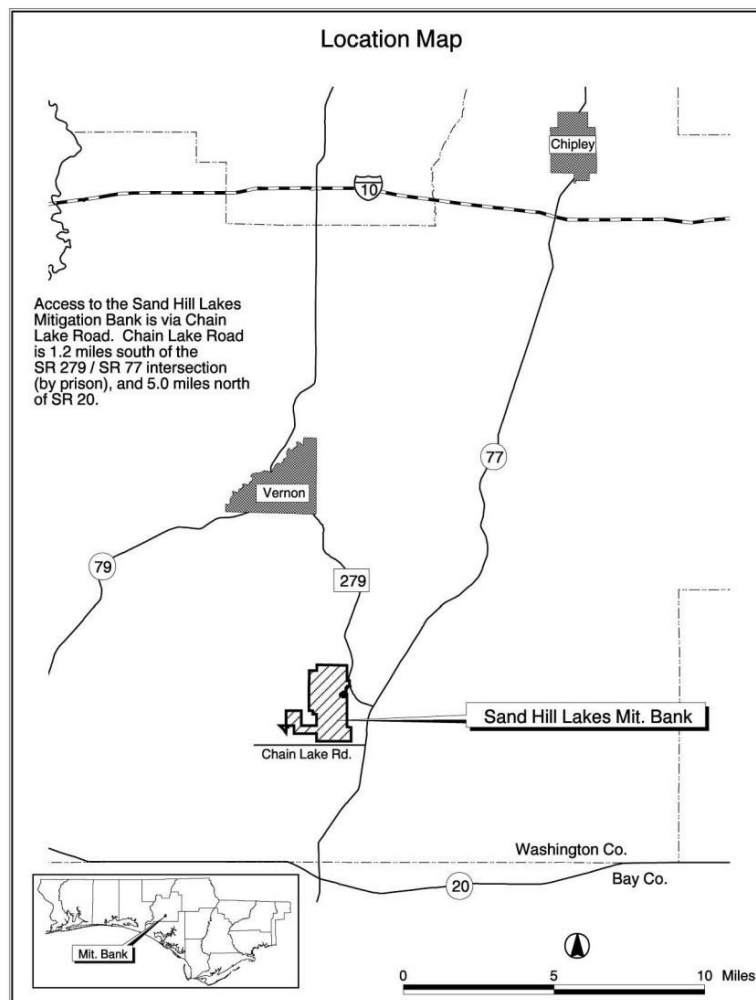 Location Map
Chipley
10
Access to the Sand Hill Lakes
Mitigation Bank is via Chain
Lake Road. Chain Lake Road
is 1.2 miles south of the
SR 279 / SR 77 intersection
(by prison), and 5.0 miles north
of SR 20.
77
Vernon
79
279
Sand Hill Lakes Mit. Bank
Chain Lake Rd.
Washington Co.
Bay Co.
20
Mit. Bank
0 5 10 Miles